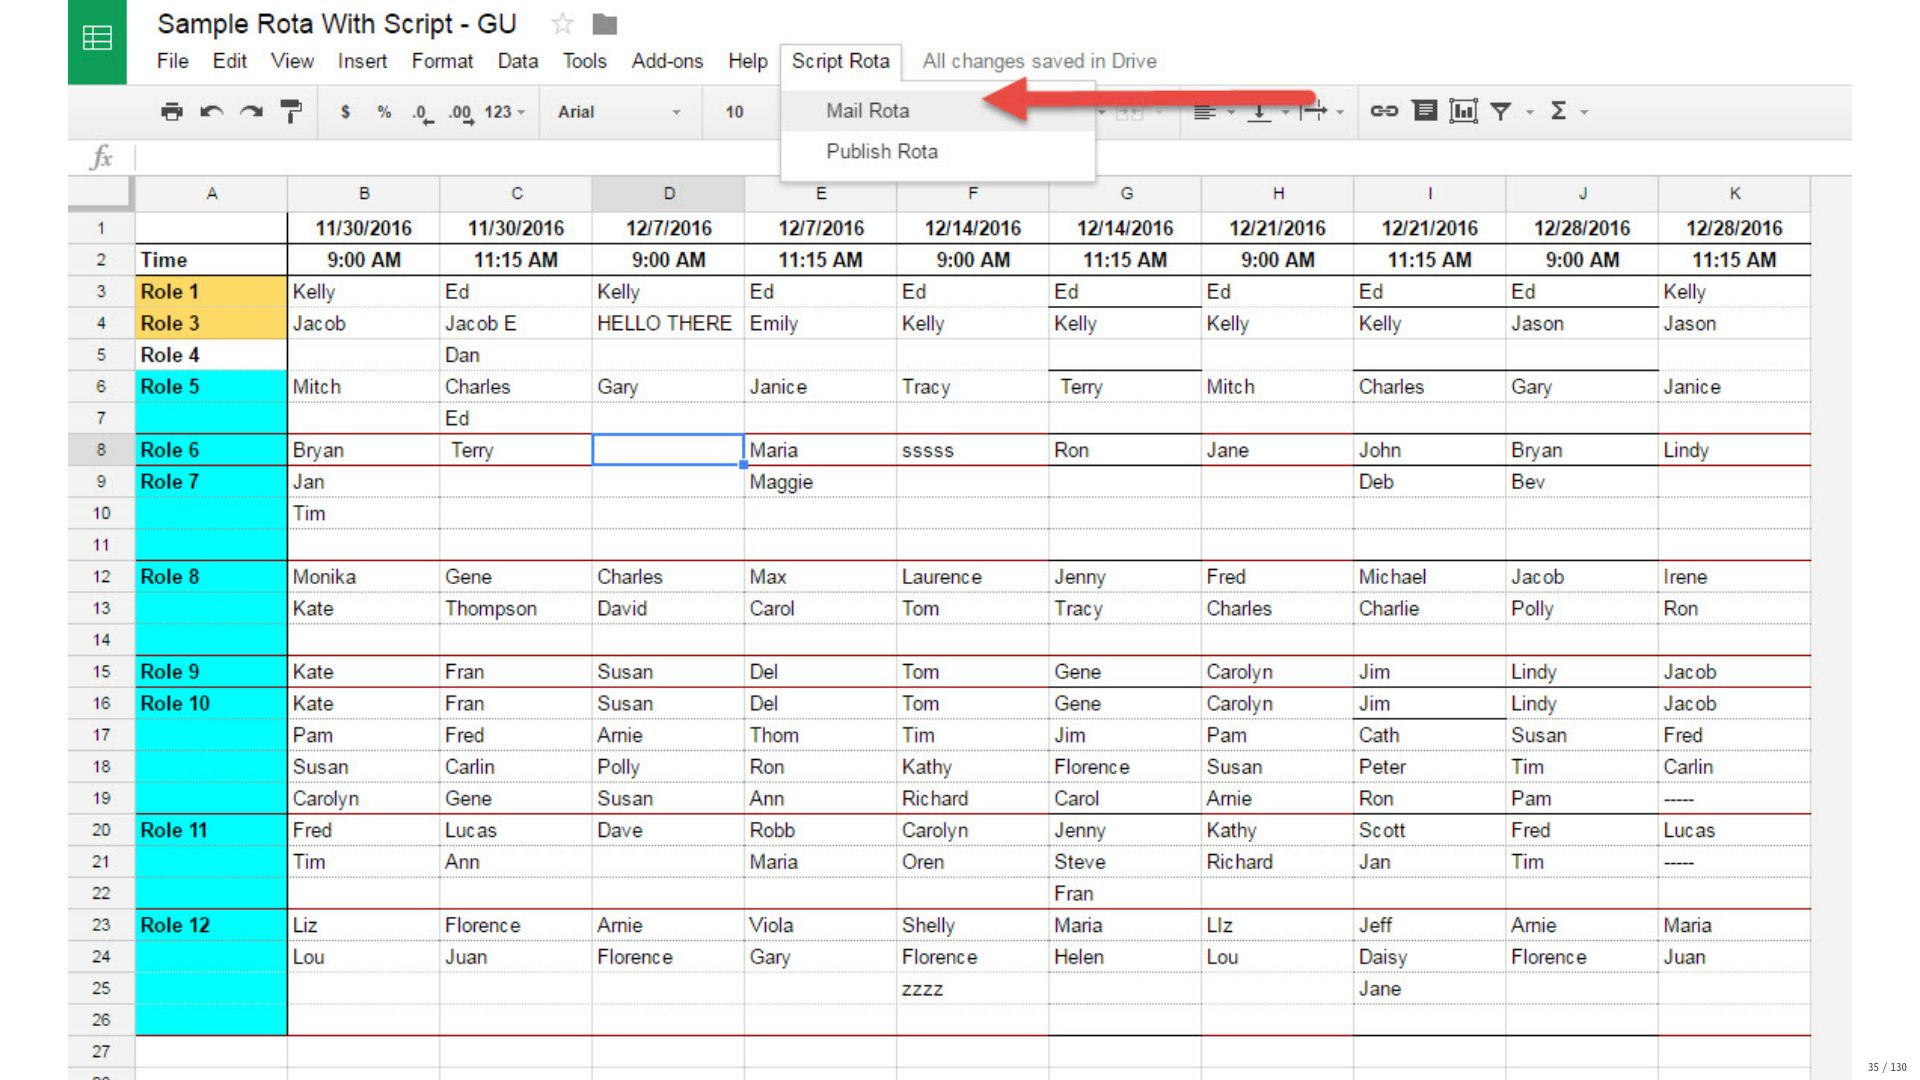 Sample Rota With Script - GU
File Edit View Insert Format Data Tools Add-ons Help Script Rota All changes saved in Drive
$ % .0 .00 123 Arial 10 Mail Rota Σ
Publish Rota
fx
A B C D E F G H I J K
1 11/30/2016 11/30/2016 12/7/2016 12/7/2016 12/14/2016 12/14/2016 12/21/2016 12/21/2016 12/28/2016 12/28/2016
2 Time 9:00 AM 11:15 AM 9:00 AM 11:15 AM 9:00 AM 11:15 AM 9:00 AM 11:15 AM 9:00 AM 11:15 AM
3 Role 1 Kelly Ed Kelly Ed Ed Ed Ed Ed Ed Kelly
4 Role 3 Jacob Jacob E HELLO THERE Emily Kelly Kelly Kelly Kelly Jason Jason
5 Role 4 Dan
6 Role 5 Mitch Charles Gary Janice Tracy Terry Mitch Charles Gary Janice
7 Ed
8 Role 6 Bryan Terry Maria sssss Ron Jane John Bryan Lindy
9 Role 7 Jan Maggie Deb Bev
10 Tim
11
12 Role 8 Monika Gene Charles Max Laurence Jenny Fred Michael Jacob Irene
13 Kate Thompson David Carol Tom Tracy Charles Charlie Polly Ron
14
15 Role 9 Kate Fran Susan Del Tom Gene Carolyn Jim Lindy Jacob
16 Role 10 Kate Fran Susan Del Tom Gene Carolyn Jim Lindy Jacob
17 Pam Fred Arnie Thom Tim Jim Pam Cath Susan Fred
18 Susan Carlin Polly Ron Kathy Florence Susan Peter Tim Carlin
19 Carolyn Gene Susan Ann Richard Carol Arnie Ron Pam -----
20 Role 11 Fred Lucas Dave Robb Carolyn Jenny Kathy Scott Fred Lucas
21 Tim Ann Maria Oren Steve Richard Jan Tim -----
22 Fran
23 Role 12 Liz Florence Arnie Viola Shelly Maria LIz Jeff Arnie Maria
24 Lou Juan Florence Gary Florence Helen Lou Daisy Florence Juan
25 zzzz Jane
26
27
35 / 130